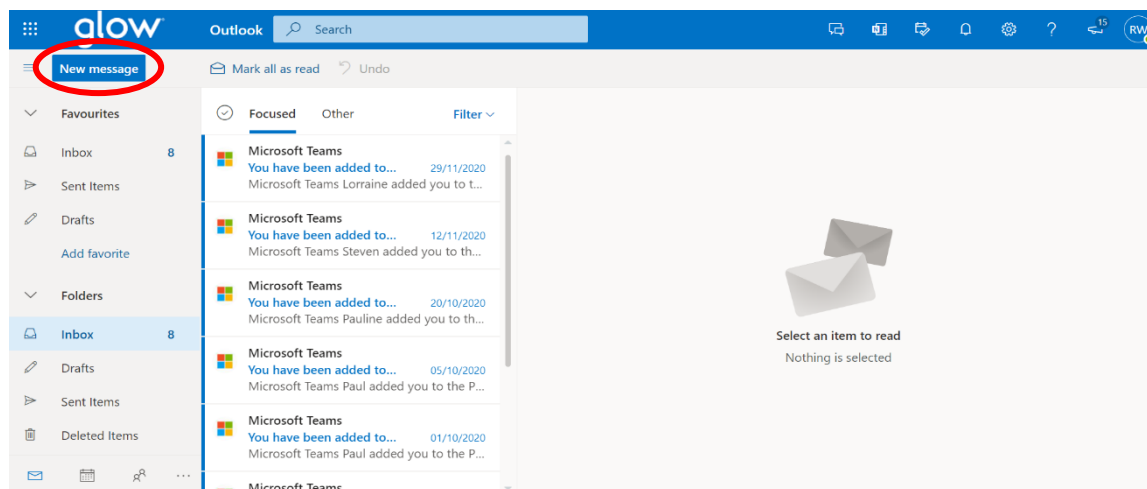 glow
Outlook
Search
15
RW
New message
Mark all as read
Undo
Favourites
Inbox 8
Sent Items
Drafts
Add favorite
Folders
Inbox 8
Drafts
Sent Items
Deleted Items
Focused Other Filter
Microsoft Teams
You have been added to... 29/11/2020
Microsoft Teams Lorraine added you to t...
Microsoft Teams
You have been added to... 12/11/2020
Microsoft Teams Steven added you to th...
Microsoft Teams
You have been added to... 20/10/2020
Microsoft Teams Pauline added you to th...
Microsoft Teams
You have been added to... 05/10/2020
Microsoft Teams Paul added you to the P...
Microsoft Teams
You have been added to... 01/10/2020
Microsoft Teams Paul added you to the P...
Microsoft Teams
Select an item to read
Nothing is selected